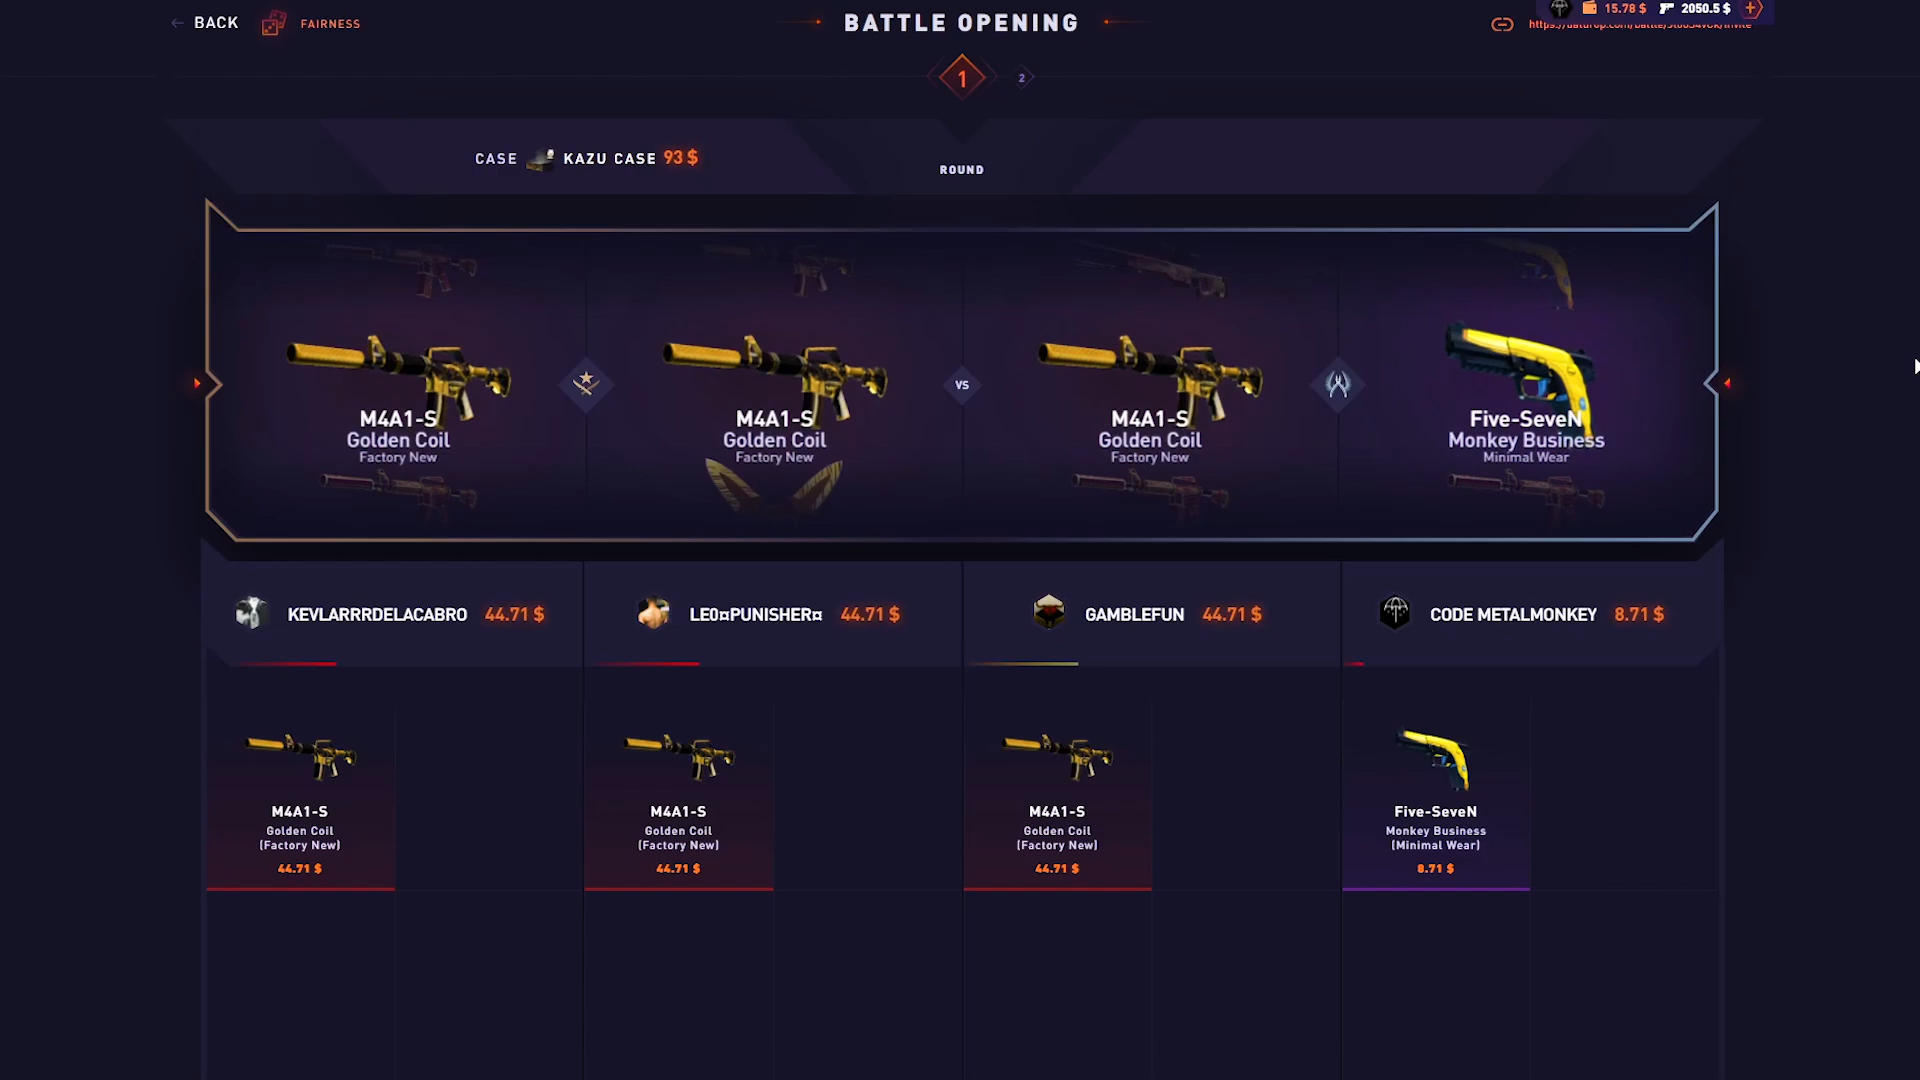 BACK
FAIRNESS
BATTLE OPENING
15.78 $
2050.5 $
1
2
CASE KAZU CASE 93 $
ROUND
M4A1-S
Golden Coil
Factory New
M4A1-S
Golden Coil
Factory New
VS
M4A1-S
Golden Coil
Factory New
Five-SeveN
Monkey Business
Minimal Wear
KEVLARRRDELACABRO 44.71 $
LE0¤PUNISHER¤ 44.71 $
GAMBLEFUN 44.71 $
CODE METALMONKEY 8.71 $
M4A1-S
Golden Coil
(Factory New)
44.71 $
M4A1-S
Golden Coil
(Factory New)
44.71 $
M4A1-S
Golden Coil
(Factory New)
44.71 $
Five-SeveN
Monkey Business
(Minimal Wear)
8.71 $